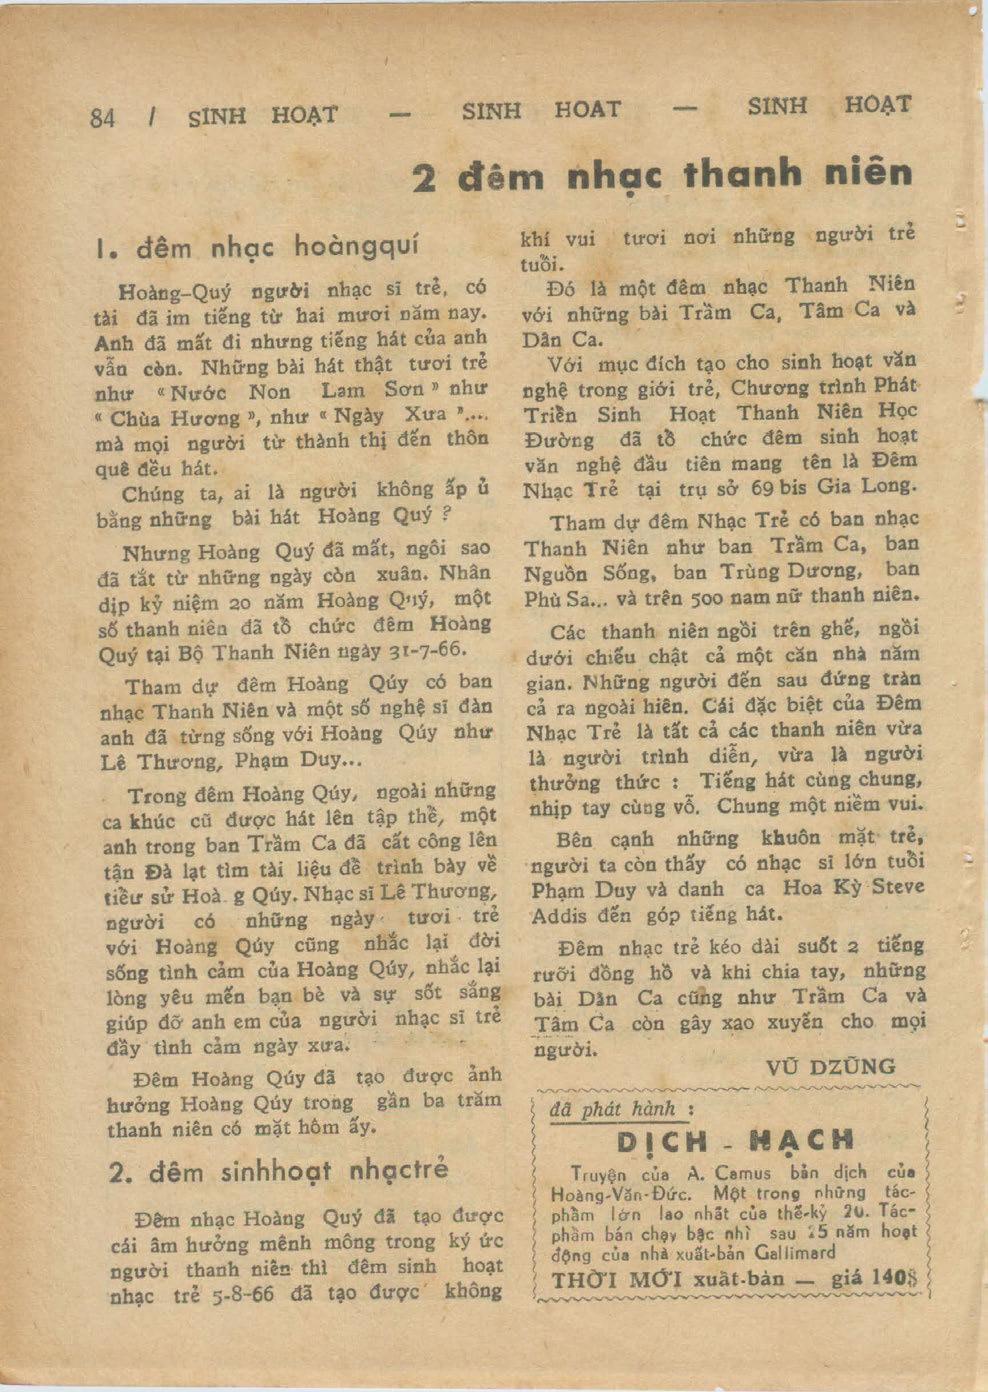 84 / SINH HOẠT — SINH HOẠT — SINH HOẠT
2 đêm nhạc thanh niên
1. đêm nhạc hoàngquí
Hoàng-Quý người nhạc sĩ trẻ, có
tài đã im tiếng từ hai mươi năm nay.
Anh đã mất đi nhưng tiếng hát của anh
vẫn còn. Những bài hát thật tươi trẻ
như « Nước Non Lam Sơn » như
« Chùa Hương », như « Ngày Xưa »....
mà mọi người từ thành thị đến thôn
quê đều hát.
Chúng ta, ai là người không ấp ủ
bằng những bài hát Hoàng Quý ?
Nhưng Hoàng Quý đã mất, ngôi sao
đã tắt từ những ngày còn xuân. Nhân
dịp kỷ niệm 20 năm Hoàng Quý, một
số thanh niên đã tồ chức đêm Hoàng
Quý tại Bộ Thanh Niên ngày 31-7-66.
Tham dự đêm Hoàng Qúy có ban
nhạc Thanh Niên và một số nghệ sĩ đàn
anh đã từng sống với Hoàng Qúy như
Lê Thương, Phạm Duy...
Trong đêm Hoàng Qúy, ngoài những
ca khúc cũ được hát lên tập thề, một
anh trong ban Trầm Ca đã cất công lên
tận Đà lạt tìm tài liệu đề trình bày về
tiều sử Hoà g Qúy. Nhạc sĩ Lê Thương,
người có những ngày tươi trẻ
với Hoàng Qúy cũng nhắc lại đời
sống tình cảm của Hoàng Qúy, nhắc lại
lòng yêu mến bạn bè và sự sốt sắng
giúp đỡ anh em của người nhạc sĩ trẻ
đầy tình cảm ngày xưa.
Đêm Hoàng Qúy đã tạo được ảnh
hưởng Hoàng Qúy trong gần ba trăm
thanh niên có mặt hôm ấy.
2. đêm sinhhoạt nhạctrẻ
Đêm nhạc Hoàng Quý đã tạo được
cái âm hưởng mênh mông trong ký ức
người thanh niên thì đêm sinh hoạt
nhạc trẻ 5-8-66 đã tạo được không
khí vui tươi nơi những người trẻ
tuồi.
Đó là một đêm nhạc Thanh Niên
với những bài Trầm Ca, Tâm Ca và
Dân Ca.
Với mục đích tạo cho sinh hoạt văn
nghệ trong giới trẻ, Chương trình Phát
Triền Sinh Hoạt Thanh Niên Học
Đường đã tồ chức đêm sinh hoạt
văn nghệ đầu tiên mang tên là Đêm
Nhạc Trẻ tại trụ sở 69 bis Gia Long.
Tham dự đêm Nhạc Trẻ có ban nhạc
Thanh Niên như ban Trầm Ca, ban
Nguồn Sống, ban Trùng Dương, ban
Phù Sa... và trên 500 nam nữ thanh niên.
Các thanh niên ngồi trên ghế, ngồi
dưới chiếu chật cả một căn nhà năm
gian. Những người đến sau đứng tràn
cả ra ngoài hiên. Cái đặc biệt của Đêm
Nhạc Trẻ là tất cả các thanh niên vừa
là người trình diễn, vừa là người
thưởng thức : Tiếng hát cùng chung,
nhịp tay cùng vỗ. Chung một niềm vui.
Bên cạnh những khuôn mặt trẻ,
người ta còn thấy có nhạc sĩ lớn tuồi
Phạm Duy và danh ca Hoa Kỳ Steve
Addis đến góp tiếng hát.
Đêm nhạc trẻ kéo dài suốt 2 tiếng
rưỡi đồng hồ và khi chia tay, những
bài Dân Ca cũng như Trầm Ca và
Tâm Ca còn gây xao xuyến cho mọi
người.
VŨ DZŨNG
đã phát hành :
DỊCH - HẠCH
Truyện của A. Camus bản dịch của
Hoàng-Văn-Đức. Một trong những tác-
phầm lớn lao nhất của thế-kỷ 20. Tác-
phầm bán chạy bậc nhì sau 25 năm hoạt
động của nhà xuất-bản Gallimard
THỜI MỚI xuất-bản — giá 140$